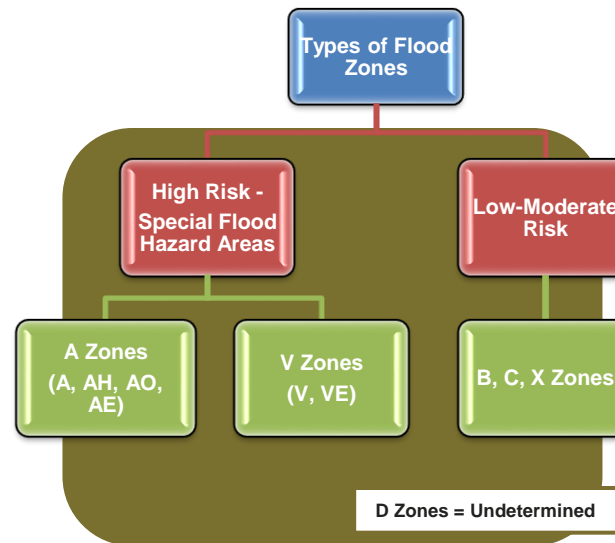 Types of Flood
Zones
High Risk -
Special Flood
Hazard Areas
Low-Moderate
Risk
A Zones
(A, AH, AO,
AE)
V Zones
(V, VE)
B, C, X Zones
D Zones = Undetermined